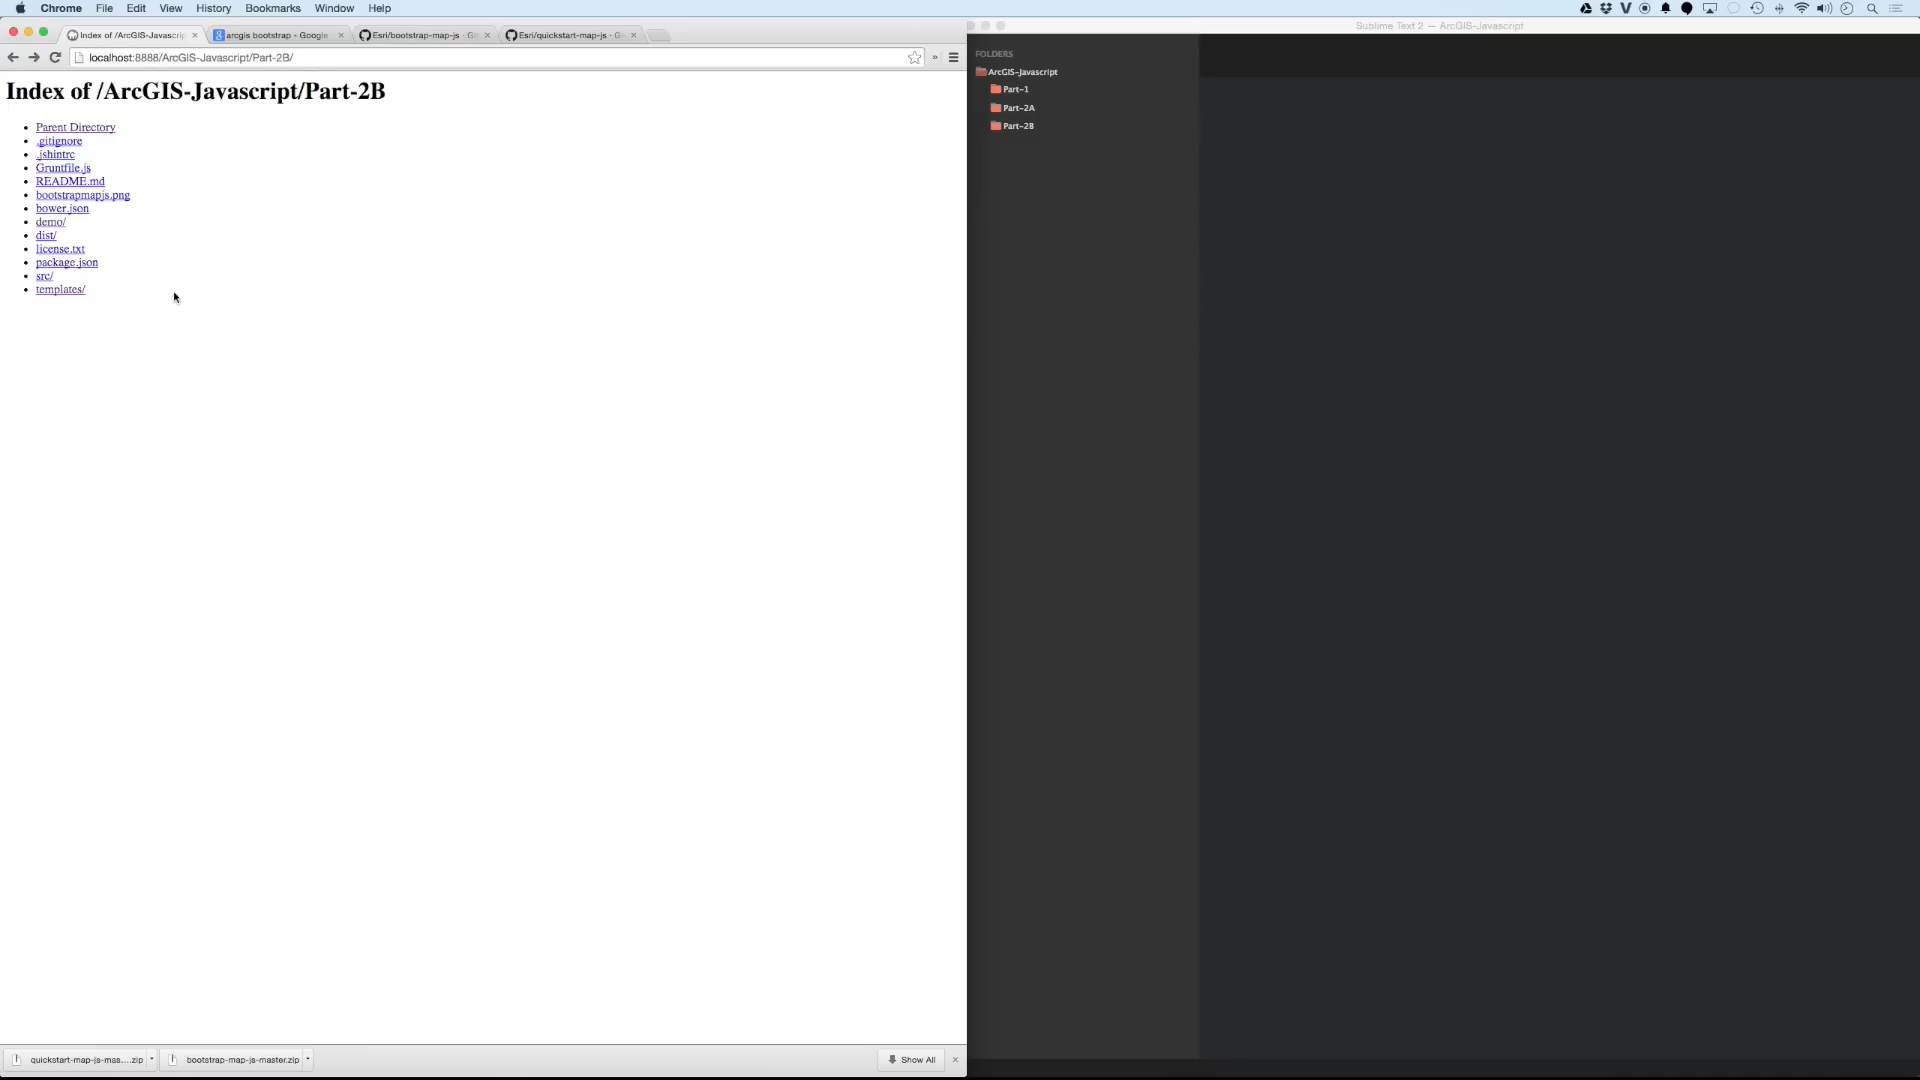 Chrome File Edit View History Bookmarks Window Help
Index of /ArcGIS-Javascrip
arcgis bootstrap - Google
Esri/bootstrap-map-js · Gi
Esri/quickstart-map-js · Gi
Sublime Text 2 — ArcGIS-Javascript
localhost:8888/ArcGIS-Javascript/Part-2B/
Index of /ArcGIS-Javascript/Part-2B
Parent Directory
.gitignore
.jshintrc
Gruntfile.js
README.md
bootstrapmapjs.png
bower.json
demo/
dist/
license.txt
package.json
src/
templates/
FOLDERS
ArcGIS-Javascript
Part-1
Part-2A
Part-2B
quickstart-map-js-mas....zip
bootstrap-map-js-master.zip
Show All